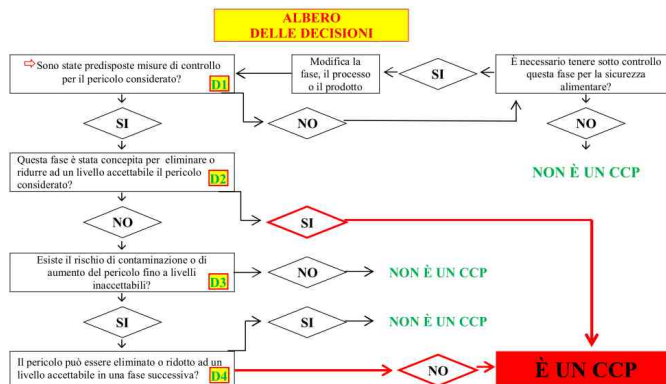 ALBERO
DELLE DECISIONI
⇨Sono state predisposte misure di controllo
per il pericolo considerato?
D1
Modifica la
fase, il processo
o il prodotto
SI
È necessario tenere sotto controllo
questa fase per la sicurezza
alimentare?
SI
NO
NO
NON È UN CCP
Questa fase è stata concepita per eliminare o
ridurre ad un livello accettabile il pericolo
considerato?
D2
NO
SI
Esiste il rischio di contaminazione o di
aumento del pericolo fino a livelli
inaccettabili?
D3
NO
NON È UN CCP
SI
SI
NON È UN CCP
Il pericolo può essere eliminato o ridotto ad un
livello accettabile in una fase successiva?
D4
NO
È UN CCP